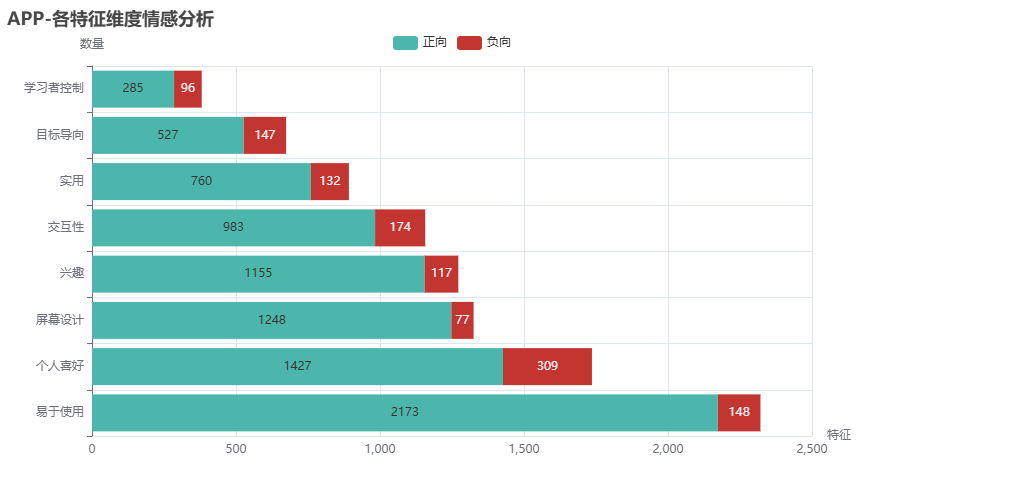 APP-各特征维度情感分析
数量
正向 负向
学习者控制 285 96
目标导向 527 147
实用 760 132
交互性 983 174
兴趣 1155 117
屏幕设计 1248 77
个人喜好 1427 309
易于使用 2173 148
特征
0 500 1,000 1,500 2,000 2,500